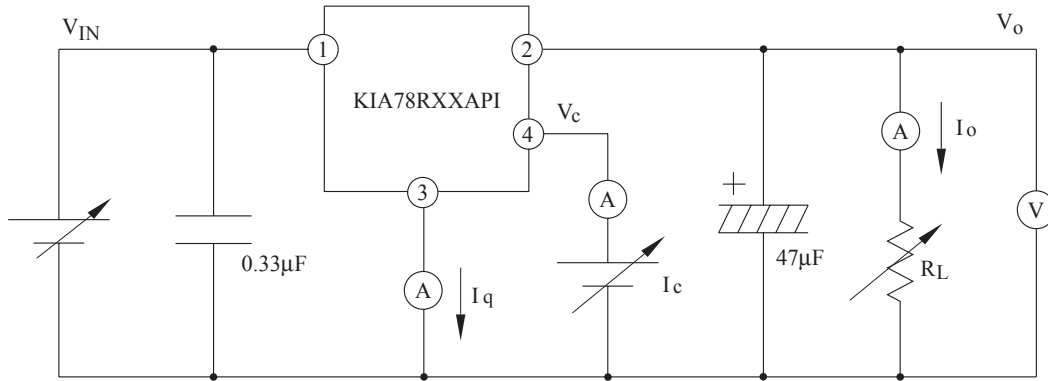 V_IN
1
2
V_o
KIA78RXXAPI
V_c
4
A
I_o
3
A
+
V
0.33μF
47μF
R_L
A
I_q
I_c